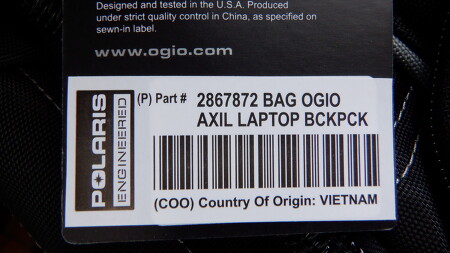 Designed and tested in the U.S.A. Produced
under strict quality control in China, as specified on
sewn-in label.
www.ogio.com
POLARIS
ENGINEERED
(P) Part # 2867872 BAG OGIO
AXIL LAPTOP BCKPCK
(COO) Country Of Origin: VIETNAM